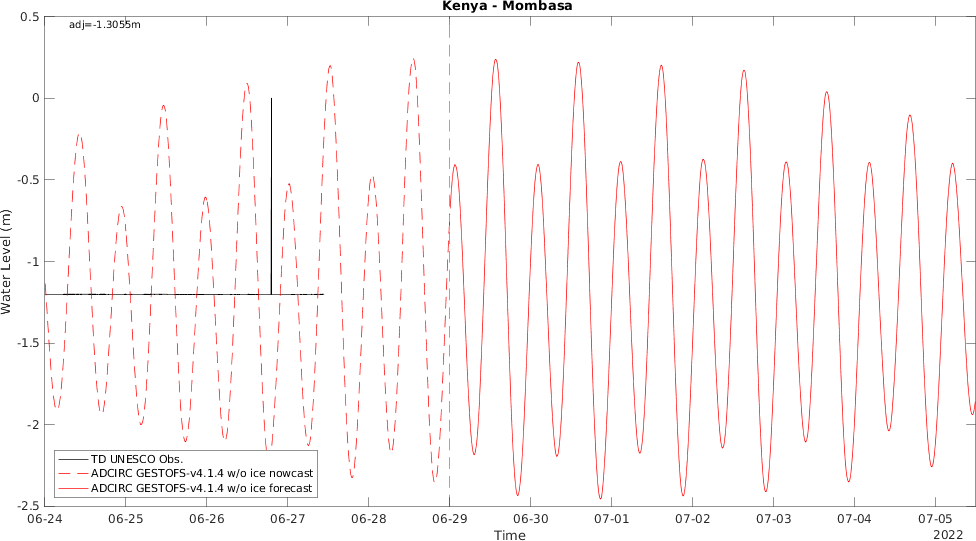 Kenya - Mombasa
adj=-1.3055m
0.5
0
-0.5
-1
-1.5
-2
-2.5
Water Level (m)
TD UNESCO Obs.
ADCIRC GESTOFS-v4.1.4 w/o ice nowcast
ADCIRC GESTOFS-v4.1.4 w/o ice forecast
06-24 06-25 06-26 06-27 06-28 06-29 06-30 07-01 07-02 07-03 07-04 07-05
Time
2022